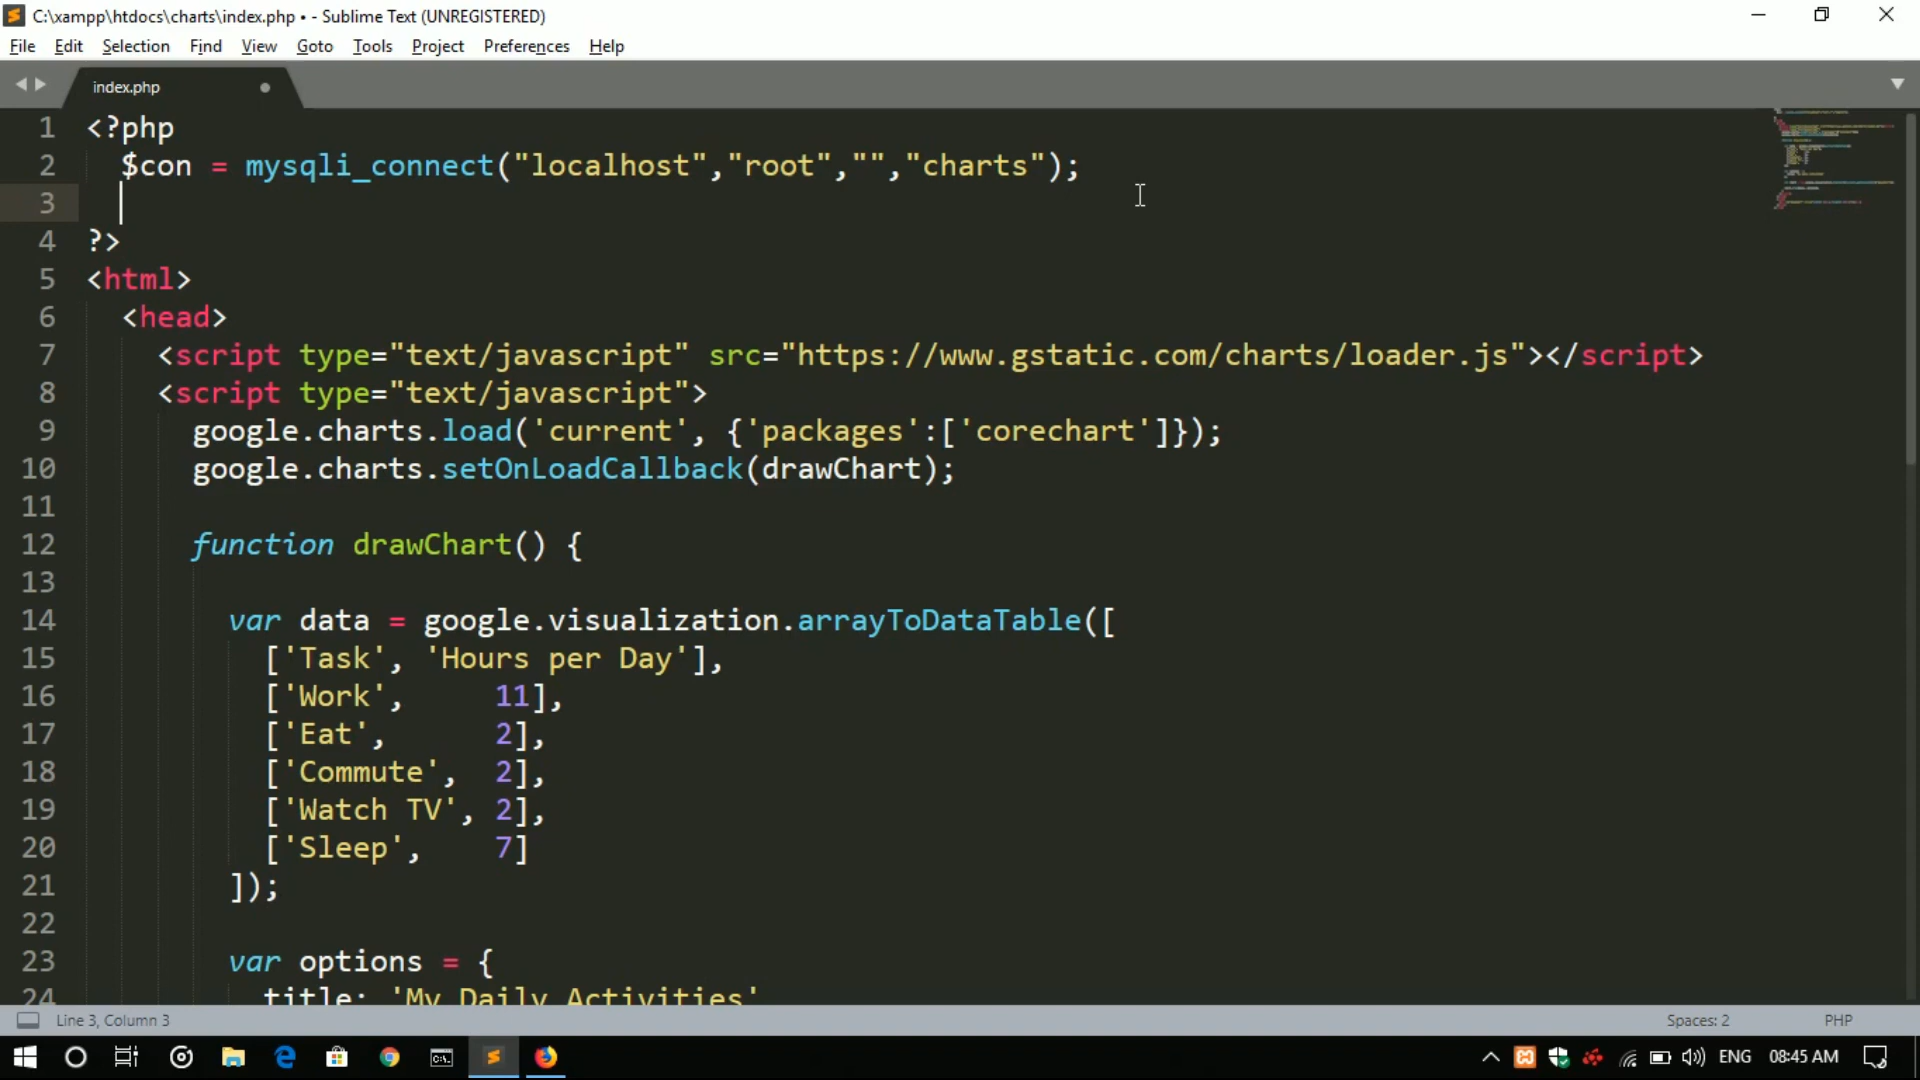 C:\xampp\htdocs\charts\index.php • - Sublime Text (UNREGISTERED)
File Edit Selection Find View Goto Tools Project Preferences Help
index.php
1 <?php
2 $con = mysqli_connect("localhost","root","","charts");
3
4 ?>
5 <html>
6 <head>
7 <script type="text/javascript" src="https://www.gstatic.com/charts/loader.js"></script>
8 <script type="text/javascript">
9 google.charts.load('current', {'packages':['corechart']});
10 google.charts.setOnLoadCallback(drawChart);
11
12 function drawChart() {
13
14 var data = google.visualization.arrayToDataTable([
15 ['Task', 'Hours per Day'],
16 ['Work', 11],
17 ['Eat', 2],
18 ['Commute', 2],
19 ['Watch TV', 2],
20 ['Sleep', 7]
21 ]);
22
23 var options = {
24 title: 'My Daily Activities'
Line 3, Column 3 Spaces: 2 PHP
ENG 08:45 AM